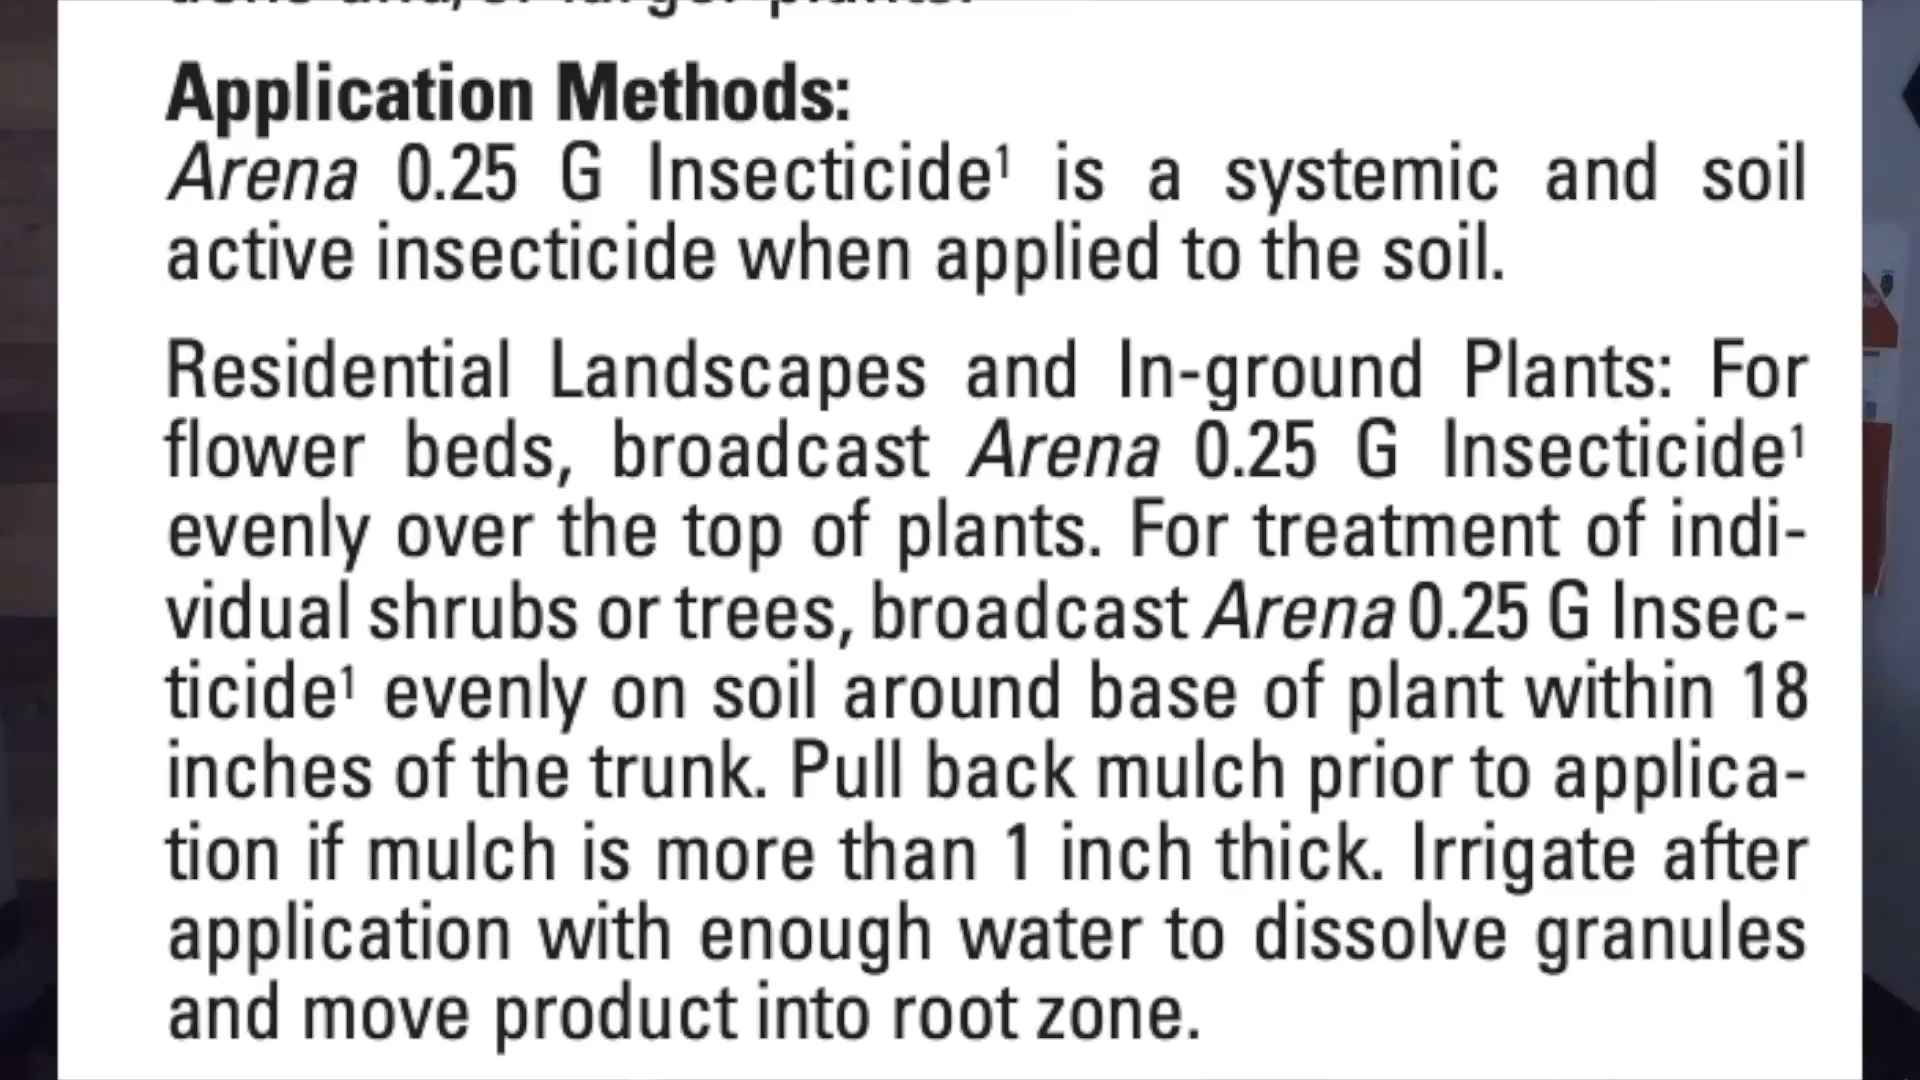 Application Methods:
Arena 0.25 G Insecticide¹ is a systemic and soil
active insecticide when applied to the soil.
Residential Landscapes and In-ground Plants: For
flower beds, broadcast Arena 0.25 G Insecticide¹
evenly over the top of plants. For treatment of indi-
vidual shrubs or trees, broadcast Arena 0.25 G Insec-
ticide¹ evenly on soil around base of plant within 18
inches of the trunk. Pull back mulch prior to applica-
tion if mulch is more than 1 inch thick. Irrigate after
application with enough water to dissolve granules
and move product into root zone.